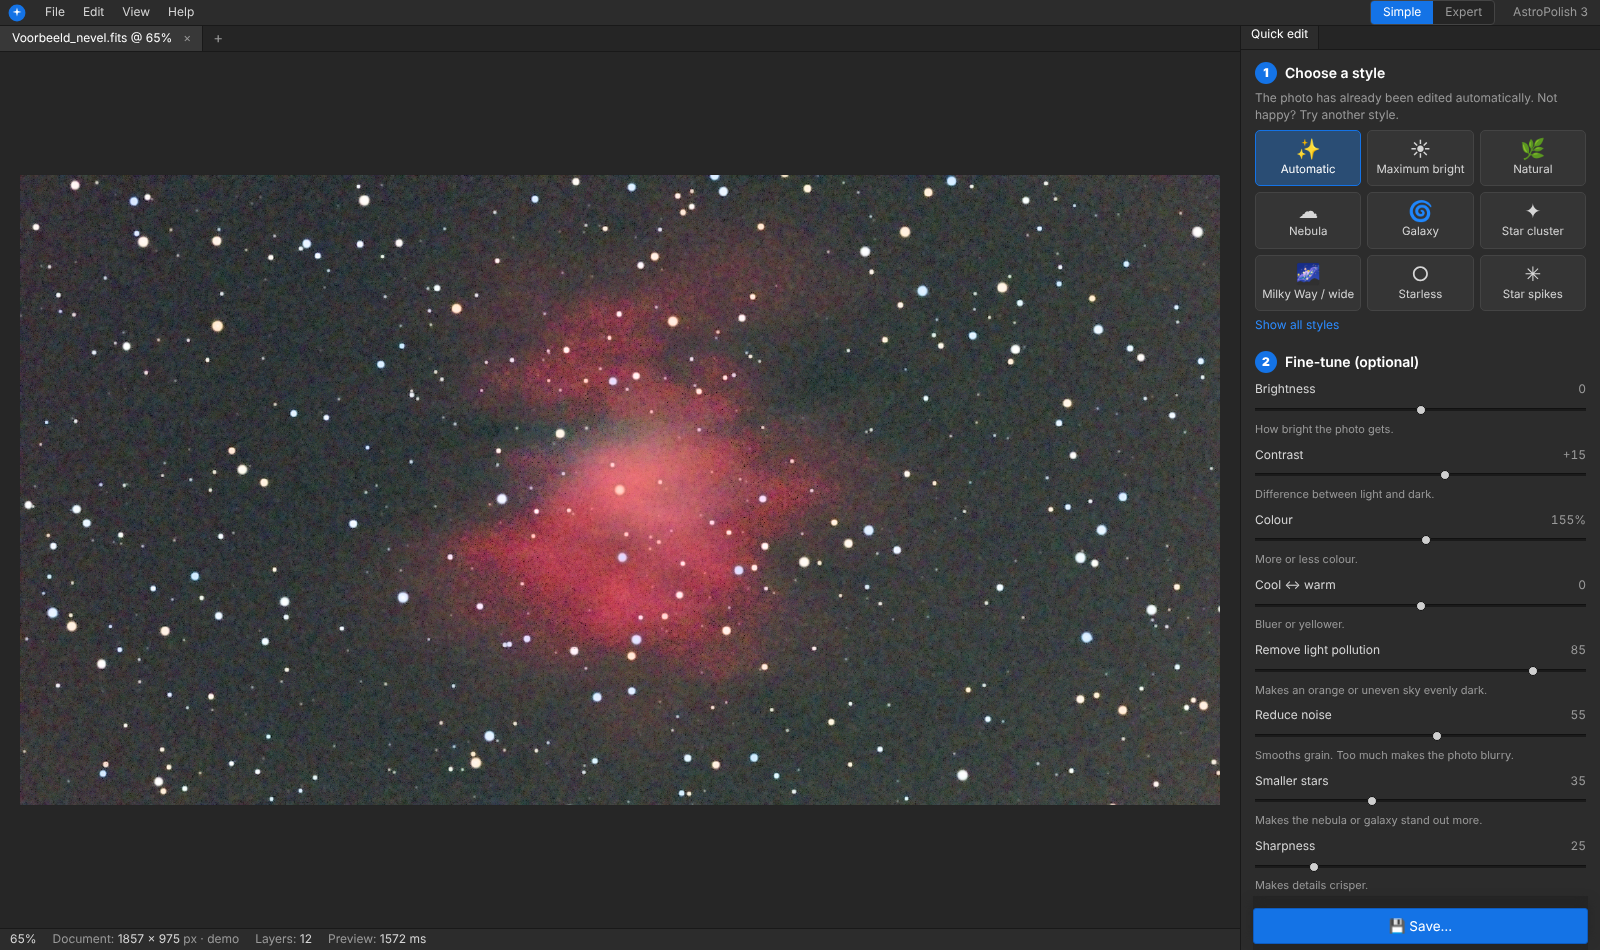 File Edit View Help
Simple Expert AstroPolish 3
Voorbeeld_nevel.fits @ 65% × +
Quick edit
1 Choose a style
The photo has already been edited automatically. Not
happy? Try another style.
Automatic Maximum bright Natural
Nebula Galaxy Star cluster
Milky Way / wide Starless Star spikes
Show all styles
2 Fine-tune (optional)
Brightness 0
How bright the photo gets.
Contrast +15
Difference between light and dark.
Colour 155%
More or less colour.
Cool ↔ warm 0
Bluer or yellower.
Remove light pollution 85
Makes an orange or uneven sky evenly dark.
Reduce noise 55
Smooths grain. Too much makes the photo blurry.
Smaller stars 35
Makes the nebula or galaxy stand out more.
Sharpness 25
Makes details crisper.
Save...
65% Document: 1857 × 975 px · demo Layers: 12 Preview: 1572 ms